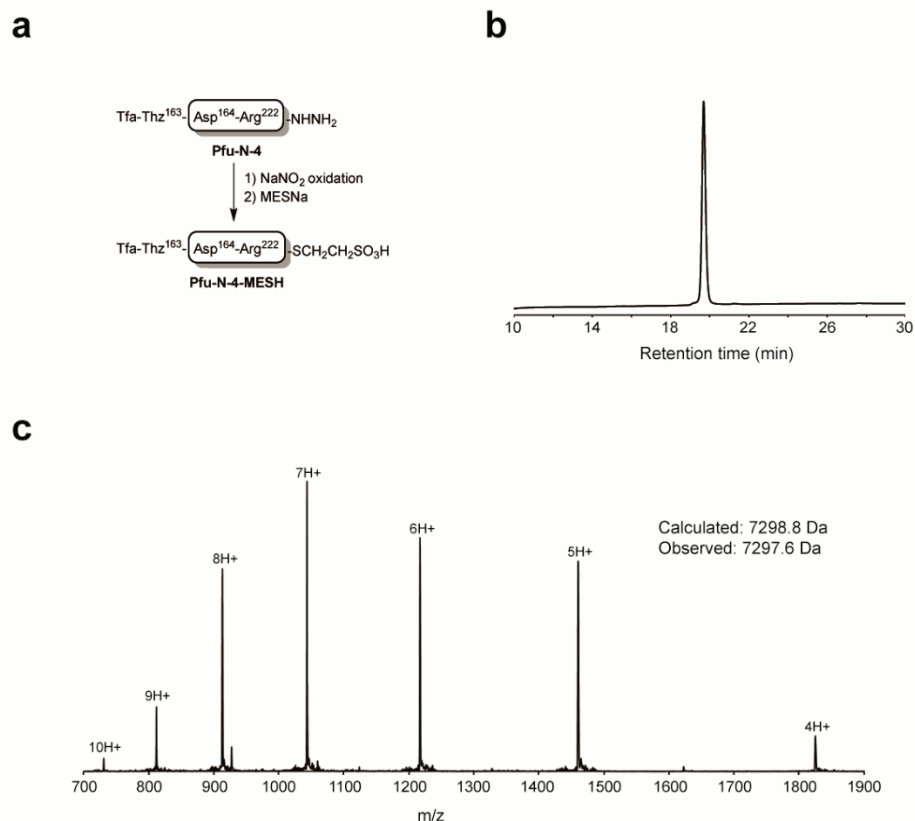 a
Tfa-Thz¹⁶³-Asp¹⁶⁴-Arg²²²-NHNH₂
Pfu-N-4
1) NaNO₂ oxidation
2) MESNa
Tfa-Thz¹⁶³-Asp¹⁶⁴-Arg²²²-SCH₂CH₂SO₃H
Pfu-N-4-MESH
b
10 14 18 22 26 30
Retention time (min)
c
7H+
6H+
8H+
5H+
9H+
10H+
4H+
Calculated: 7298.8 Da
Observed: 7297.6 Da
700 800 900 1000 1100 1200 1300 1400 1500 1600 1700 1800 1900
m/z